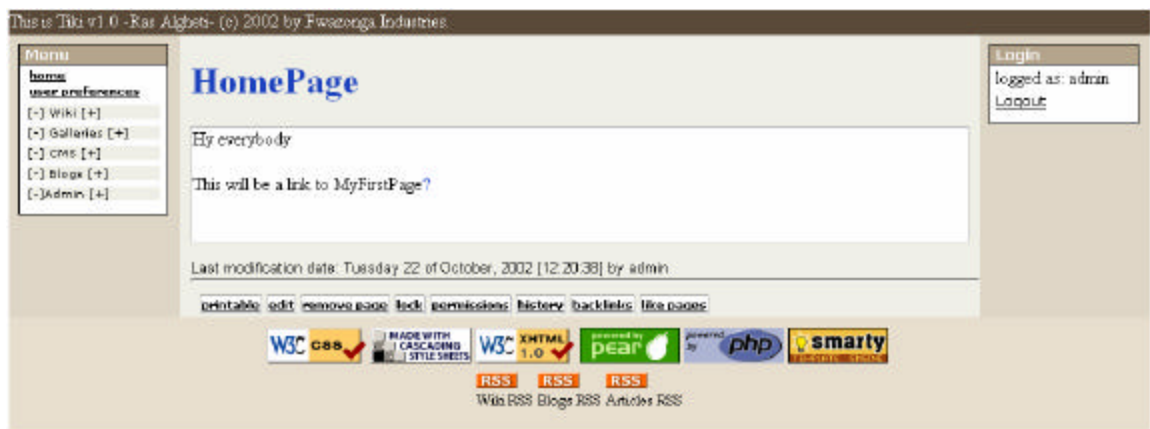 This is Tiki v1.0 -Ras Algheti- (c) 2002 by Fwazonga Industries
Menu
home
user preferences
[-] Wiki [+]
[-] Galleries [+]
[-] CMS [+]
[-] Blogs [+]
[-]Admin [+]
HomePage
Hy everybody
This will be a link to MyFirstPage?
Last modification date: Tuesday 22 of October, 2002 [12:20:38] by admin
printable edit remove page lock permissions history backlinks like pages
Login
logged as: admin
Logout
W3C CSS
MADE WITH
CASCADING
STYLE SHEETS
W3C XHTML
1.0
powered by
pear
powered
by
php
smarty
TEMPLATE ENGINE
RSS RSS RSS
Wiki RSS Blogs RSS Articles RSS